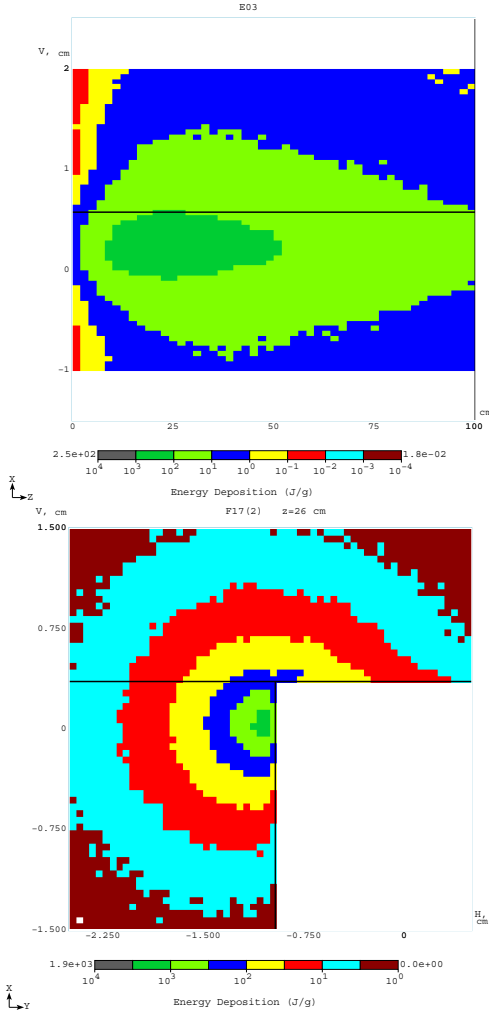 E03
V, cm
2
1
0
-1
0 25 50 75 100
cm
2.5e+02 1.8e-02
10^4 10^3 10^2 10^1 10^0 10^-1 10^-2 10^-3 10^-4
Energy Deposition (J/g)
X
Z
V, cm
F17(2) z=26 cm
1.500
0.750
0
-0.750
-1.500
H, cm
-2.250 -1.500 -0.750 0
1.9e+03 0.0e+00
10^4 10^3 10^2 10^1 10^0
Energy Deposition (J/g)
X
Y